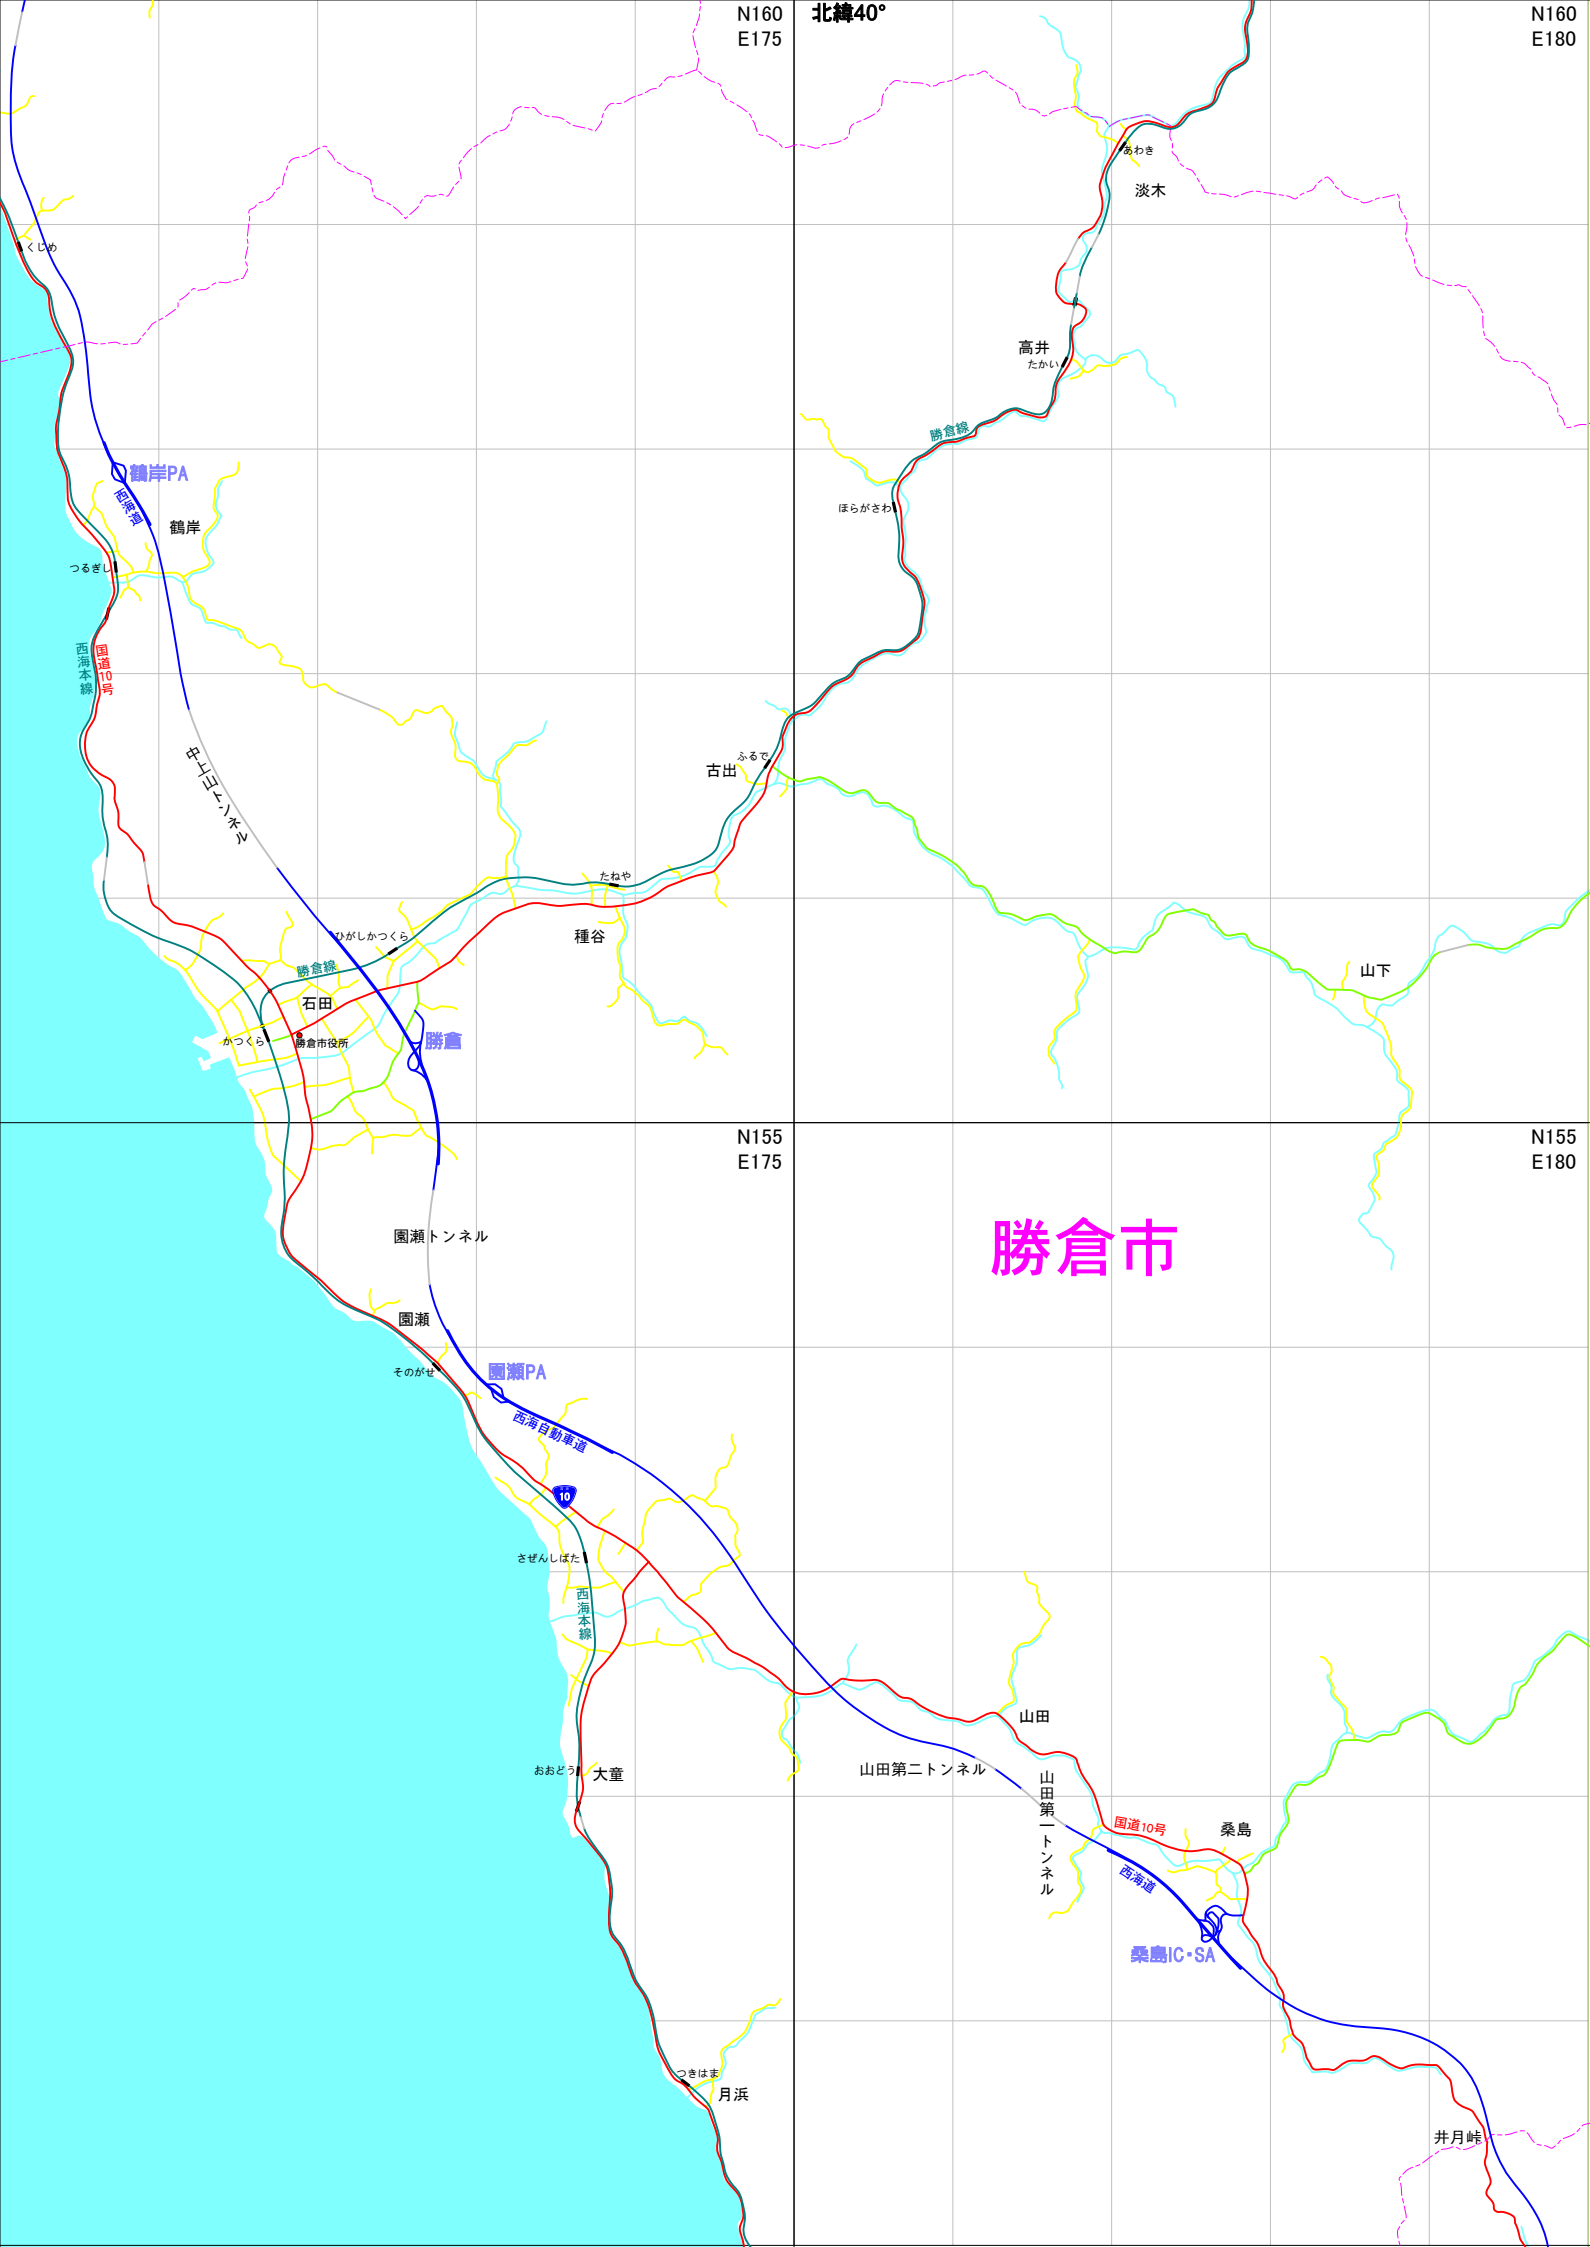 N160
E175
北緯40°
N160
E180
あわき
淡木
くじめ
高井
たかい
勝倉線
鶴岸PA
西海道
鶴岸
ほらがさわ
つるぎし
西海本線
国道10号
中上山トンネル
ふるで
古出
たねや
種谷
ひがしかつくら
勝倉線
石田
山下
かつくら
勝倉市役所
勝倉
N155
E175
N155
E180
勝倉市
園瀬トンネル
園瀬
そのがせ
園瀬PA
西海自動車道
10
さぜんしばた
西海本線
山田
おおどう
大童
山田第二トンネル
山田第一トンネル
国道10号
桑島
西海道
桑島IC・SA
つきはま
月浜
井月峠